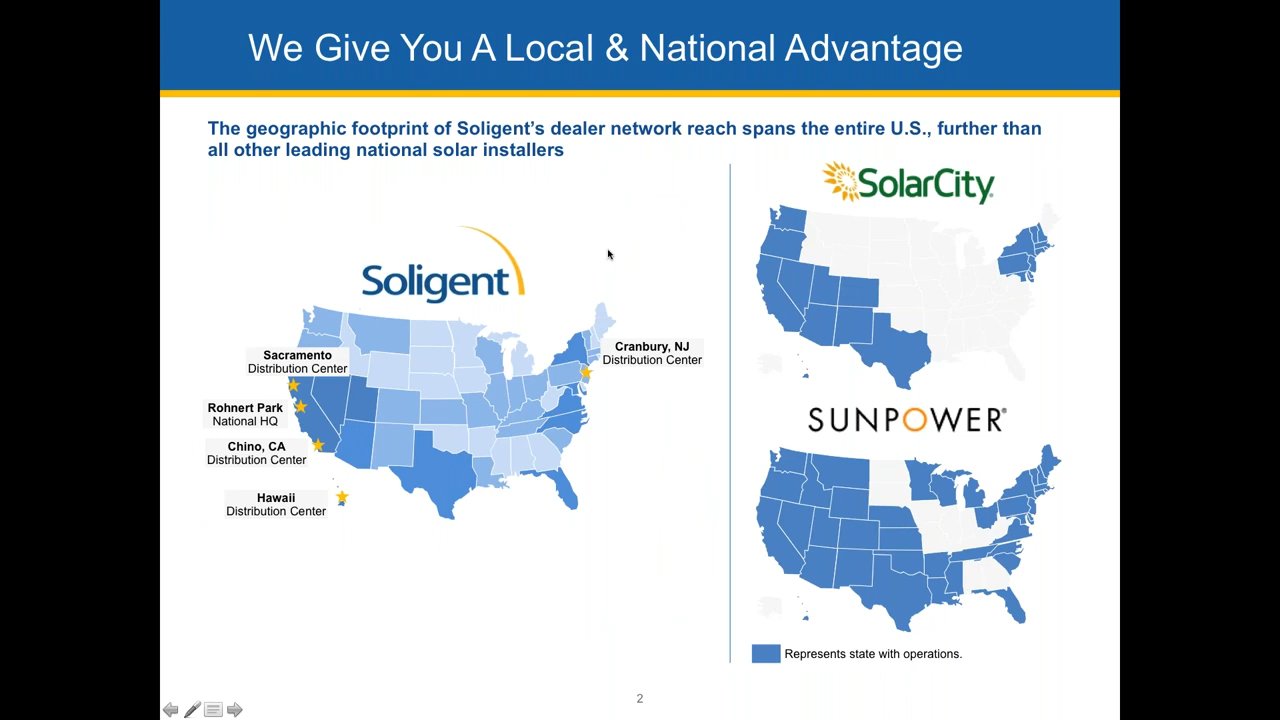 We Give You A Local & National Advantage
The geographic footprint of Soligent’s dealer network reach spans the entire U.S., further than
all other leading national solar installers
Soligent
Sacramento
Distribution Center
Rohnert Park
National HQ
Chino, CA
Distribution Center
Hawaii
Distribution Center
Cranbury, NJ
Distribution Center
SolarCity
SUNPOWER®
Represents state with operations.
2